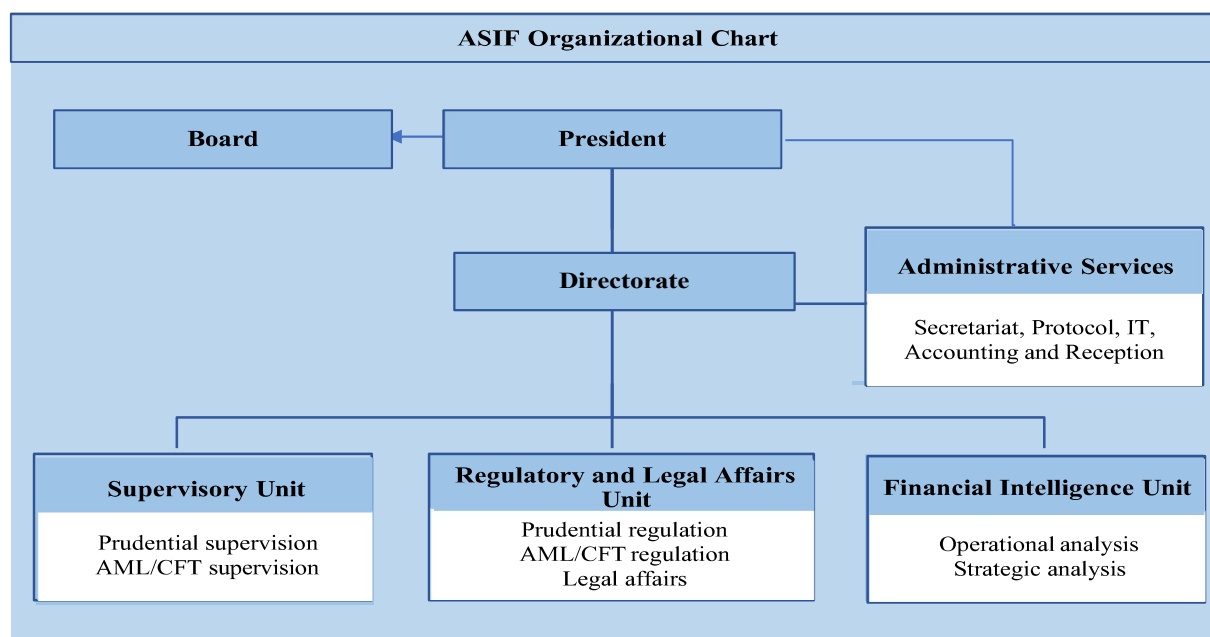 ASIF Organizational Chart
Board
President
Directorate
Administrative Services
Secretariat, Protocol, IT,
Accounting and Reception
Supervisory Unit
Prudential supervision
AML/CFT supervision
Regulatory and Legal Affairs
Unit
Prudential regulation
AML/CFT regulation
Legal affairs
Financial Intelligence Unit
Operational analysis
Strategic analysis